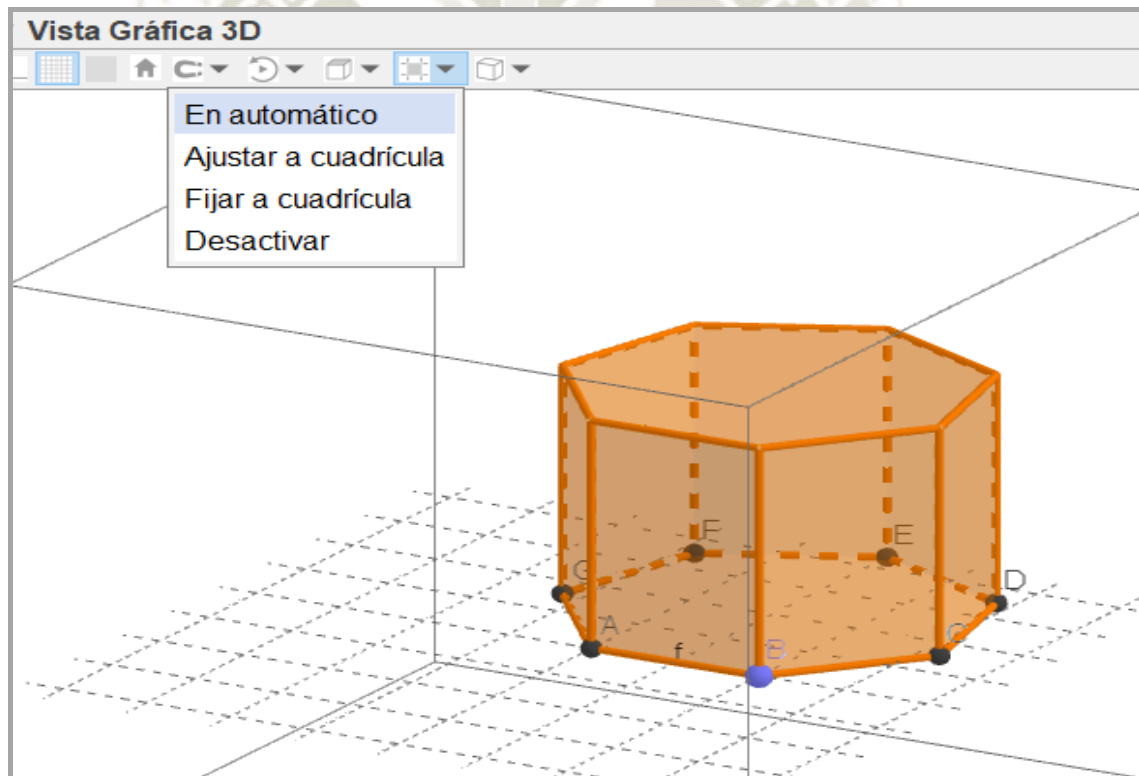 Vista Gráfica 3D
En automático
Ajustar a cuadrícula
Fijar a cuadrícula
Desactivar
F
E
G
D
A
C
f
B